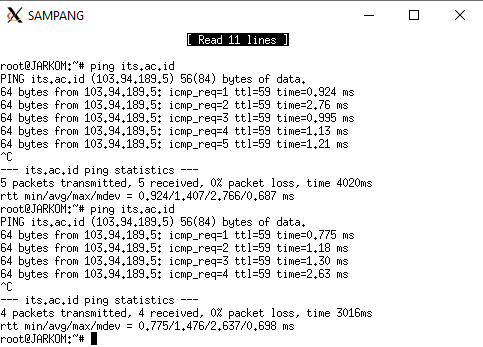 SAMPANG
[ Read 11 lines ]
root@JARKOM:~# ping its.ac.id
PING its.ac.id (103.94.189.5) 56(84) bytes of data.
64 bytes from 103.94.189.5: icmp_req=1 ttl=59 time=0.924 ms
64 bytes from 103.94.189.5: icmp_req=2 ttl=59 time=2.76 ms
64 bytes from 103.94.189.5: icmp_req=3 ttl=59 time=0.995 ms
64 bytes from 103.94.189.5: icmp_req=4 ttl=59 time=1.13 ms
64 bytes from 103.94.189.5: icmp_req=5 ttl=59 time=1.21 ms
^C
--- its.ac.id ping statistics ---
5 packets transmitted, 5 received, 0% packet loss, time 4020ms
rtt min/avg/max/mdev = 0.924/1.407/2.766/0.687 ms
root@JARKOM:~# ping its.ac.id
PING its.ac.id (103.94.189.5) 56(84) bytes of data.
64 bytes from 103.94.189.5: icmp_req=1 ttl=59 time=0.775 ms
64 bytes from 103.94.189.5: icmp_req=2 ttl=59 time=1.18 ms
64 bytes from 103.94.189.5: icmp_req=3 ttl=59 time=1.30 ms
64 bytes from 103.94.189.5: icmp_req=4 ttl=59 time=2.63 ms
^C
--- its.ac.id ping statistics ---
4 packets transmitted, 4 received, 0% packet loss, time 3016ms
rtt min/avg/max/mdev = 0.775/1.476/2.637/0.698 ms
root@JARKOM:~#